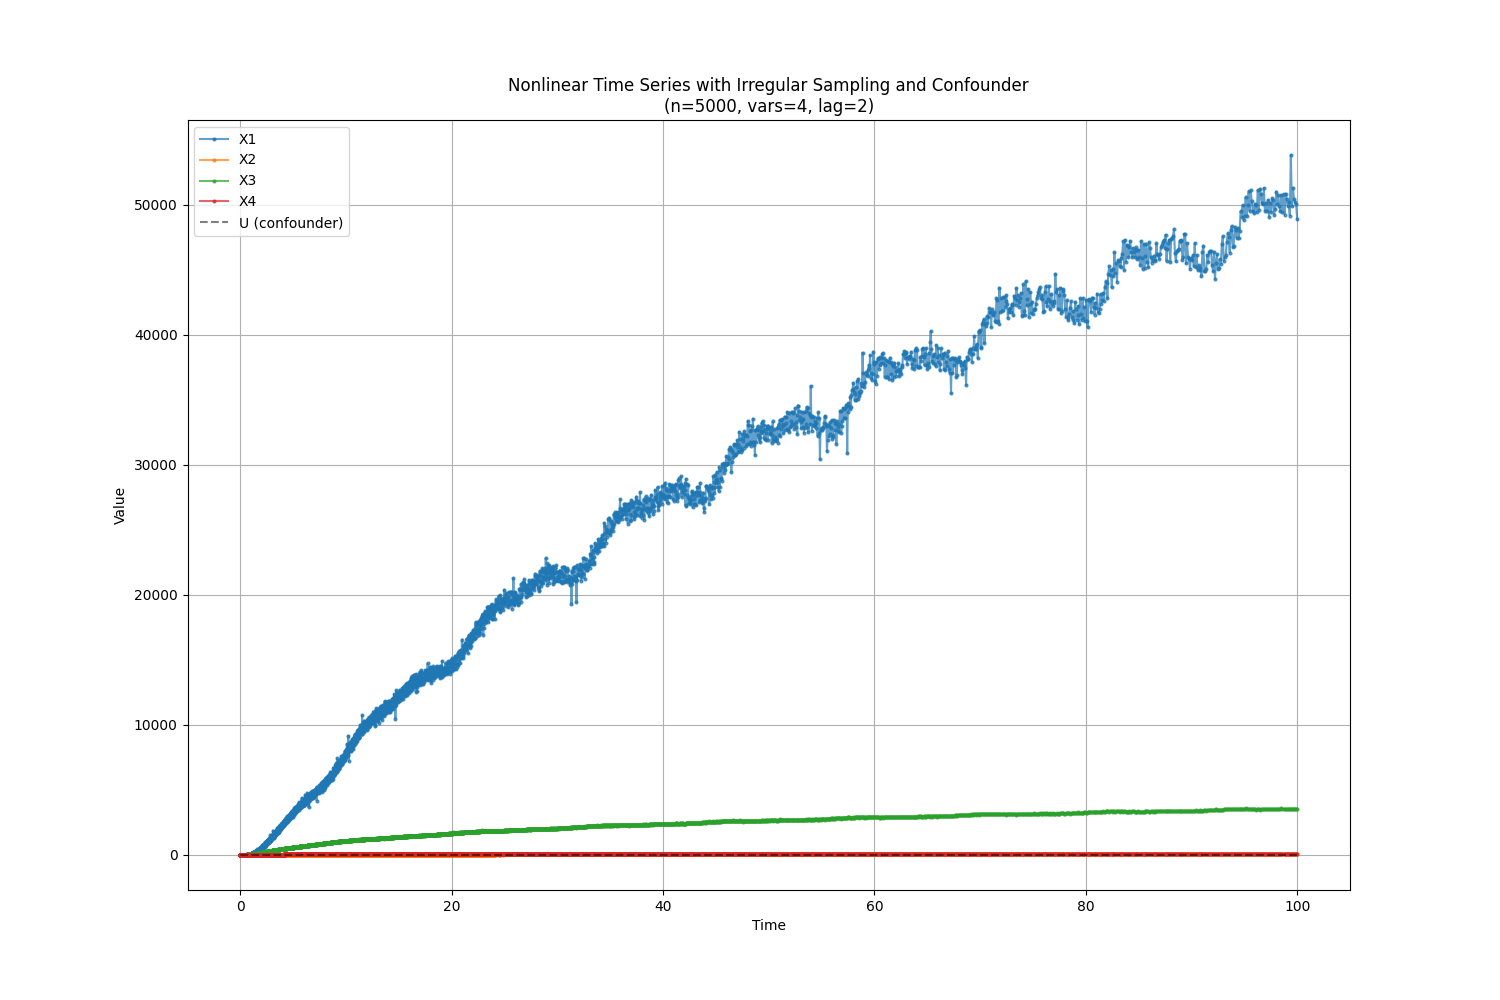 Nonlinear Time Series with Irregular Sampling and Confounder
(n=5000, vars=4, lag=2)
X1
X2
X3
X4
U (confounder)
50000
40000
30000
20000
10000
0
Value
0 20 40 60 80 100
Time